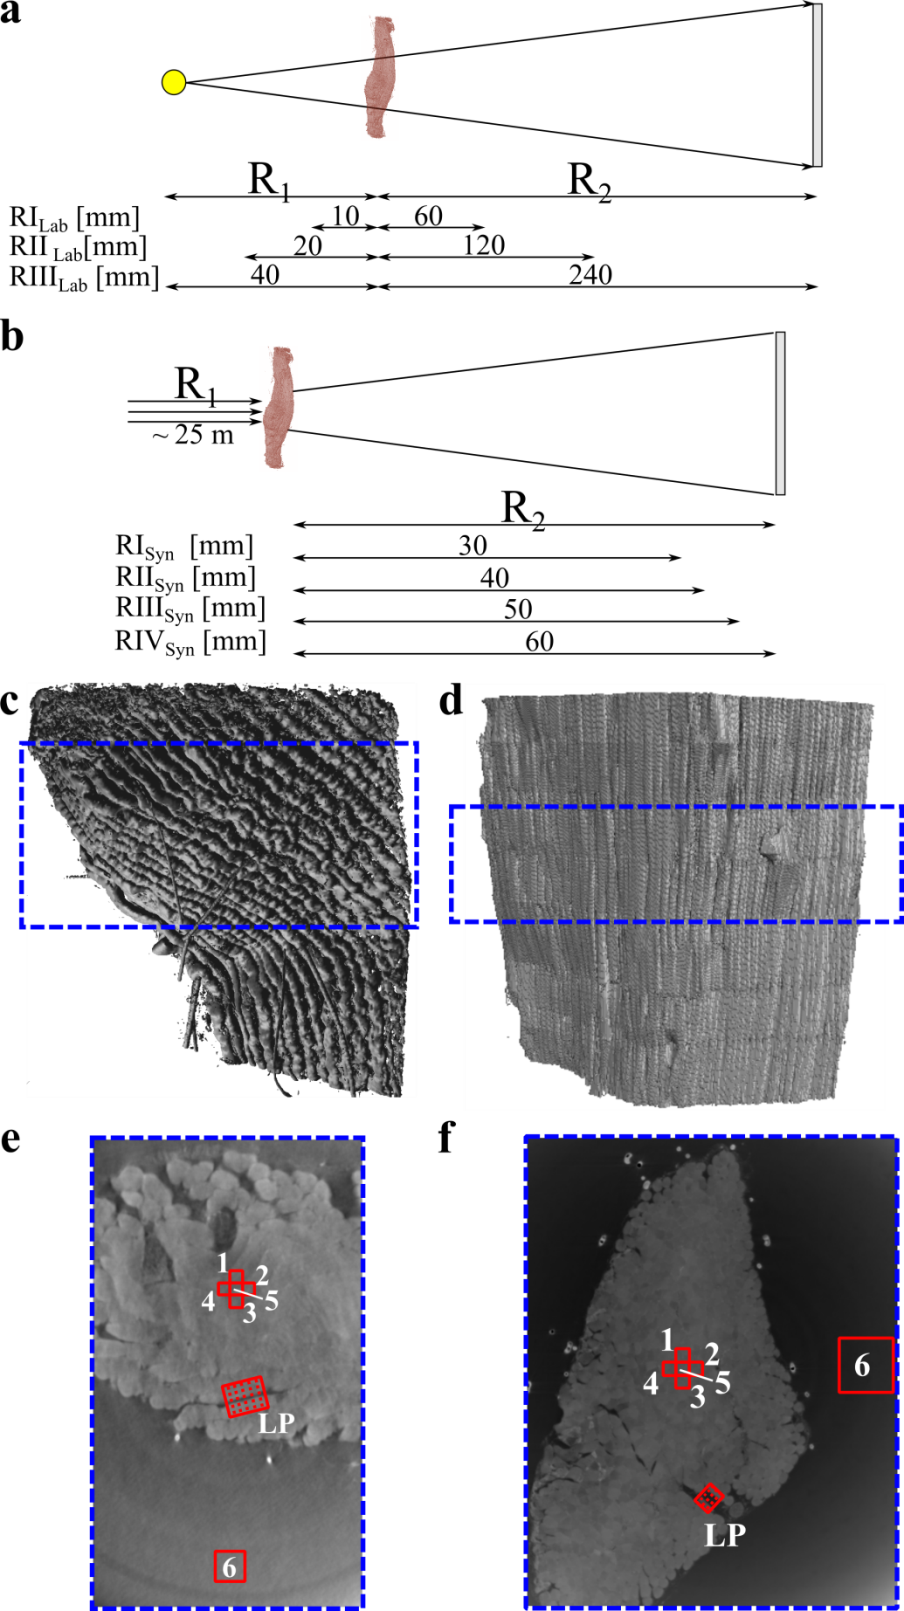 a
R1 R2
RILab [mm] 10 60
RII Lab[mm] 20 120
RIIILab [mm] 40 240
b
R1
~ 25 m
R2
RISyn [mm] 30
RIISyn [mm] 40
RIIISyn [mm] 50
RIVSyn [mm] 60
c d
e f
1 2
4 3 5
LP
6
1 2
4 3 5
6
LP